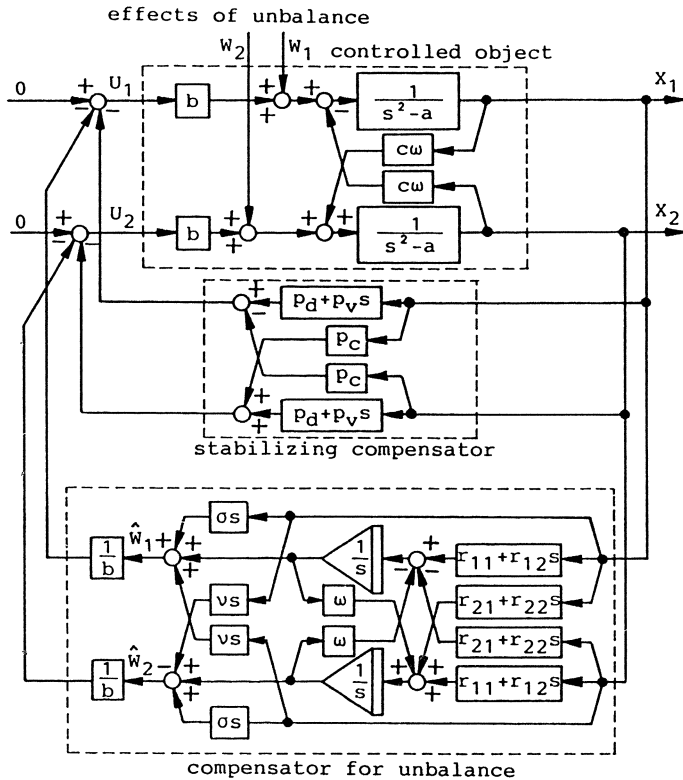 effects of unbalance
W2 W1 controlled object
0 + − − U1 b + + + − 1/(s²−a) X1
cω
cω
0 + − − U2 b + + + + 1/(s²−a) X2
+ − pd+pvs
pc
pc
+ + pd+pvs
stabilizing compensator
σs
1/b ŵ1 + + + 1/s − + − r11+r12s
νs ω r21+r22s
νs ω r21+r22s
1/b ŵ2 − + + 1/s + + + r11+r12s
σs
compensator for unbalance